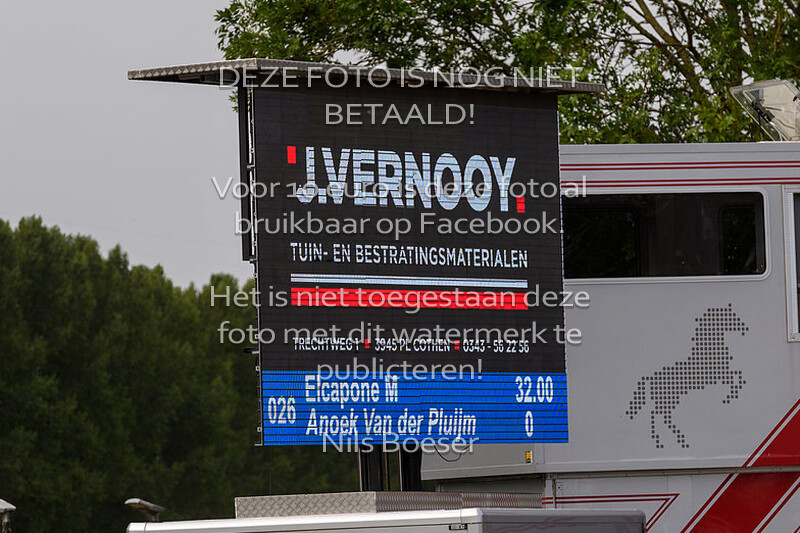 DEZE FOTO IS NOG NIET
BETAALD!
J.VERNOOY
Voor 10 euro is deze foto al
bruikbaar op Facebook.
TUIN- EN BESTRATINGSMATERIALEN
Het is niet toegestaan deze
foto met dit watermerk te
TRECHTWEG 1 3945 PL COTHEN 0343 - 56 22 56
publiceren!
026
Elcapone M 32.00
Anoek Van der Pluijm 0
Nils Boeser